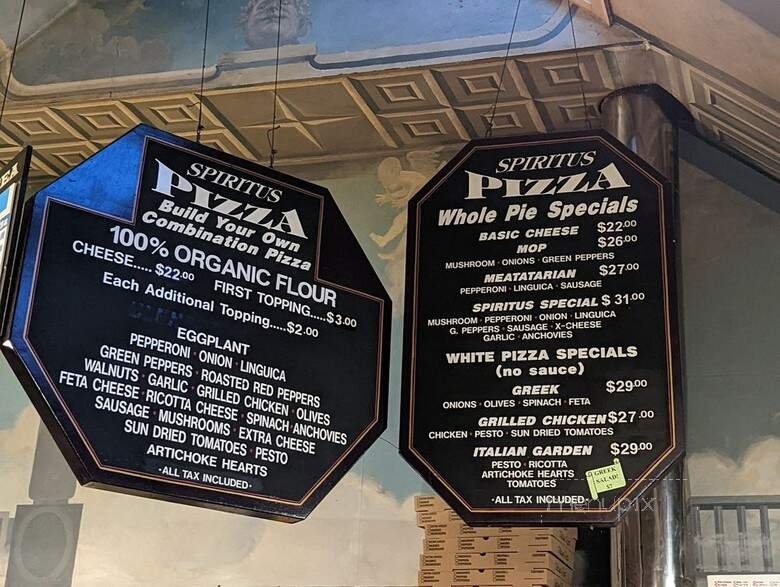 SPIRITUS
PIZZA
Build Your Own
Combination Pizza
100% ORGANIC FLOUR
CHEESE..... $22.00 FIRST TOPPING.....$3.00
Each Additional Topping.....$2.00
EGGPLANT
PEPPERONI · ONION · LINGUICA
GREEN PEPPERS · ROASTED RED PEPPERS
WALNUTS · GARLIC · GRILLED CHICKEN · OLIVES
FETA CHEESE · RICOTTA CHEESE · SPINACH · ANCHOVIES
SAUSAGE · MUSHROOMS · EXTRA CHEESE
SUN DRIED TOMATOES · PESTO
ARTICHOKE HEARTS
·ALL TAX INCLUDED·
SPIRITUS
PIZZA
Whole Pie Specials
BASIC CHEESE $22.00
MOP $26.00
MUSHROOM · ONIONS · GREEN PEPPERS
MEATATARIAN $27.00
PEPPERONI · LINGUICA · SAUSAGE
SPIRITUS SPECIAL $ 31.00
MUSHROOM · PEPPERONI · ONION · LINGUICA
G. PEPPERS · SAUSAGE · X-CHEESE
GARLIC · ANCHOVIES
WHITE PIZZA SPECIALS
(no sauce)
GREEK $29.00
ONIONS · OLIVES · SPINACH · FETA
GRILLED CHICKEN $27.00
CHICKEN · PESTO · SUN DRIED TOMATOES
ITALIAN GARDEN $29.00
PESTO · RICOTTA
ARTICHOKE HEARTS
TOMATOES
·ALL TAX INCLUDED·
GREEK
SALAD!
$7
menupix